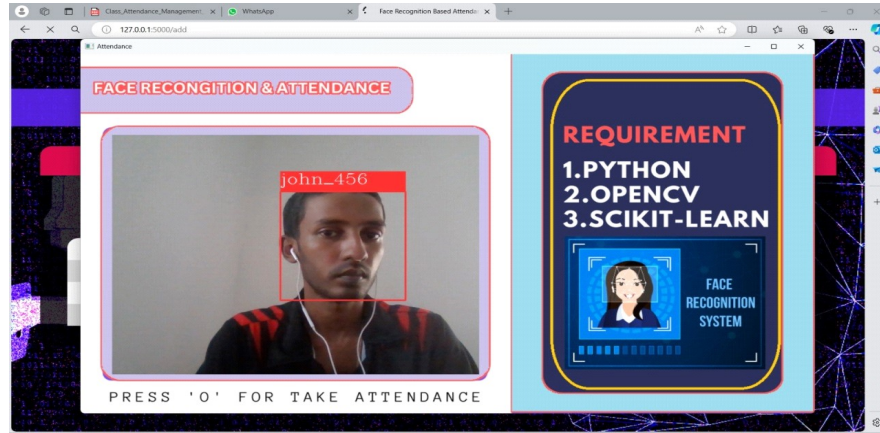 Class_Attendance_Management.
WhatsApp
Face Recognition Based Attenda
127.0.0.1:5000/add
Attendance
FACE RECONGITION & ATTENDANCE
john_456
PRESS 'O' FOR TAKE ATTENDANCE
REQUIREMENT
1.PYTHON
2.OPENCV
3.SCIKIT-LEARN
FACE
RECOGNITION
SYSTEM